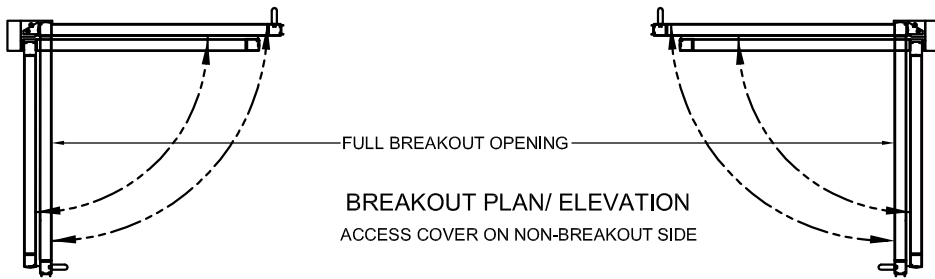 FULL BREAKOUT OPENING
BREAKOUT PLAN/ ELEVATION
ACCESS COVER ON NON-BREAKOUT SIDE